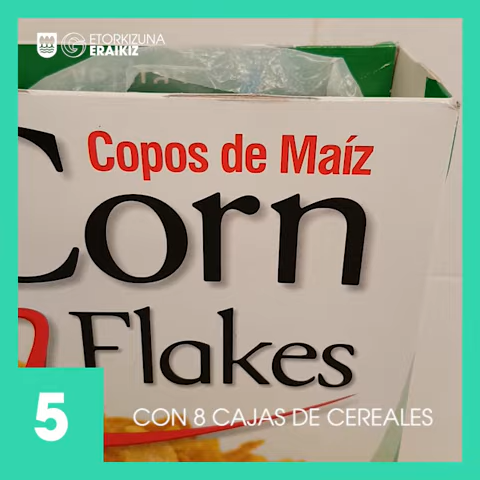 ETORKIZUNA
ERAIKIZ
Copos de Maíz
Corn
Flakes
5
CON 8 CAJAS DE CEREALES